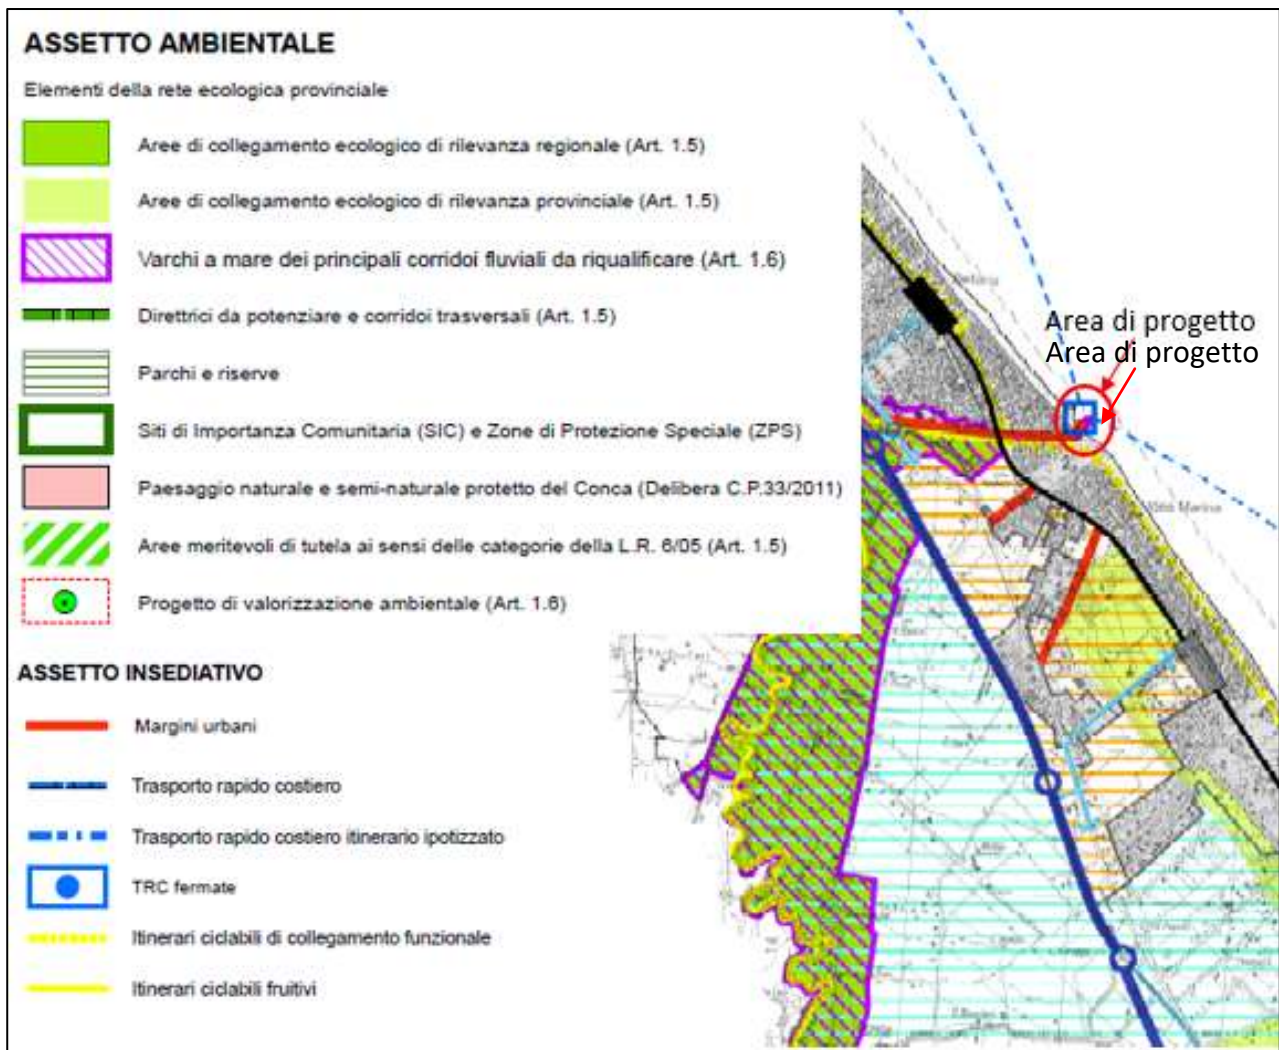 ASSETTO AMBIENTALE
Elementi della rete ecologica provinciale
Aree di collegamento ecologico di rilevanza regionale (Art. 1.5)
Aree di collegamento ecologico di rilevanza provinciale (Art. 1.5)
Varchi a mare dei principali corridoi fluviali da riqualificare (Art. 1.6)
Direttrici da potenziare e corridoi trasversali (Art. 1.5)
Parchi e riserve
Siti di Importanza Comunitaria (SIC) e Zone di Protezione Speciale (ZPS)
Paesaggio naturale e semi-naturale protetto del Conca (Delibera C.P.33/2011)
Aree meritevoli di tutela ai sensi delle categorie della L.R. 6/05 (Art. 1.5)
Progetto di valorizzazione ambientale (Art. 1.6)
ASSETTO INSEDIATIVO
Margini urbani
Trasporto rapido costiero
Trasporto rapido costiero itinerario ipotizzato
TRC fermate
Itinerari ciclabili di collegamento funzionale
Itinerari ciclabili fruitivi
Area di progetto
Area di progetto
Marina